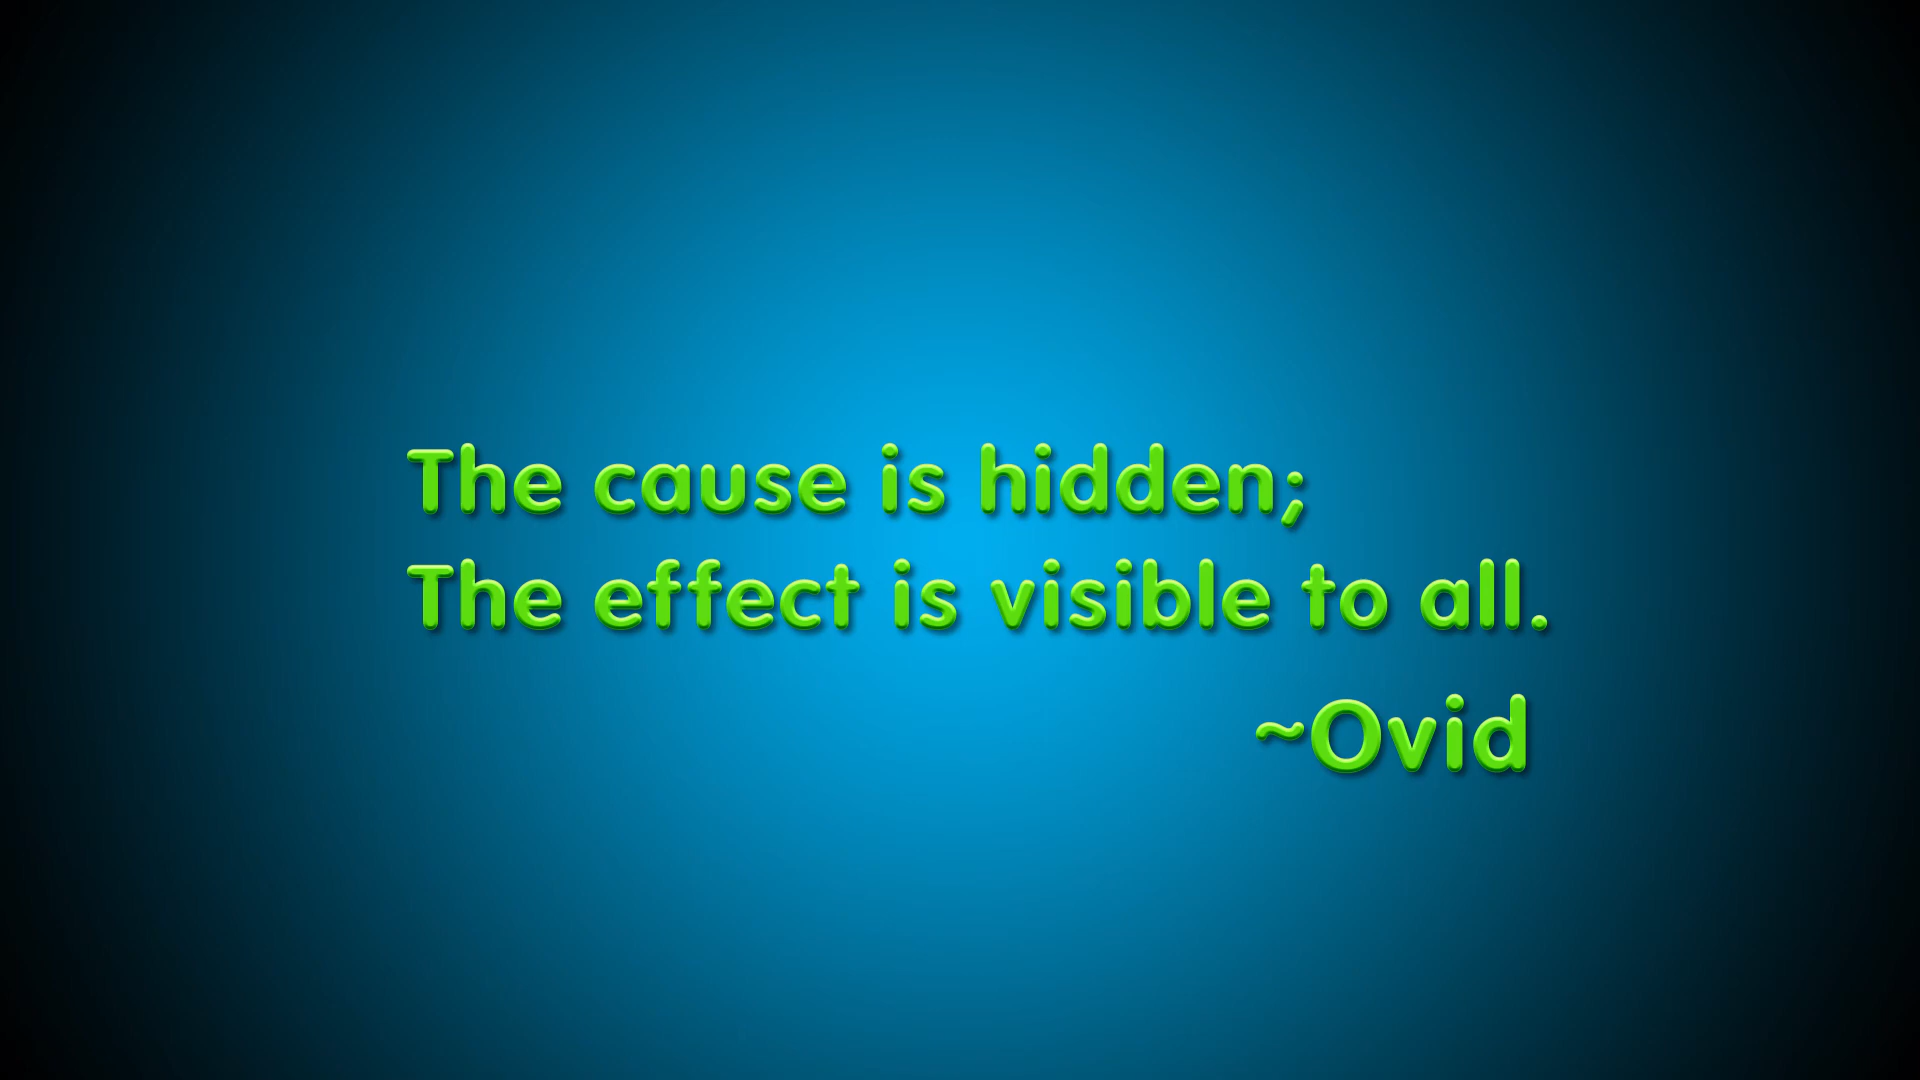 The cause is hidden;
The effect is visible to all.
~Ovid